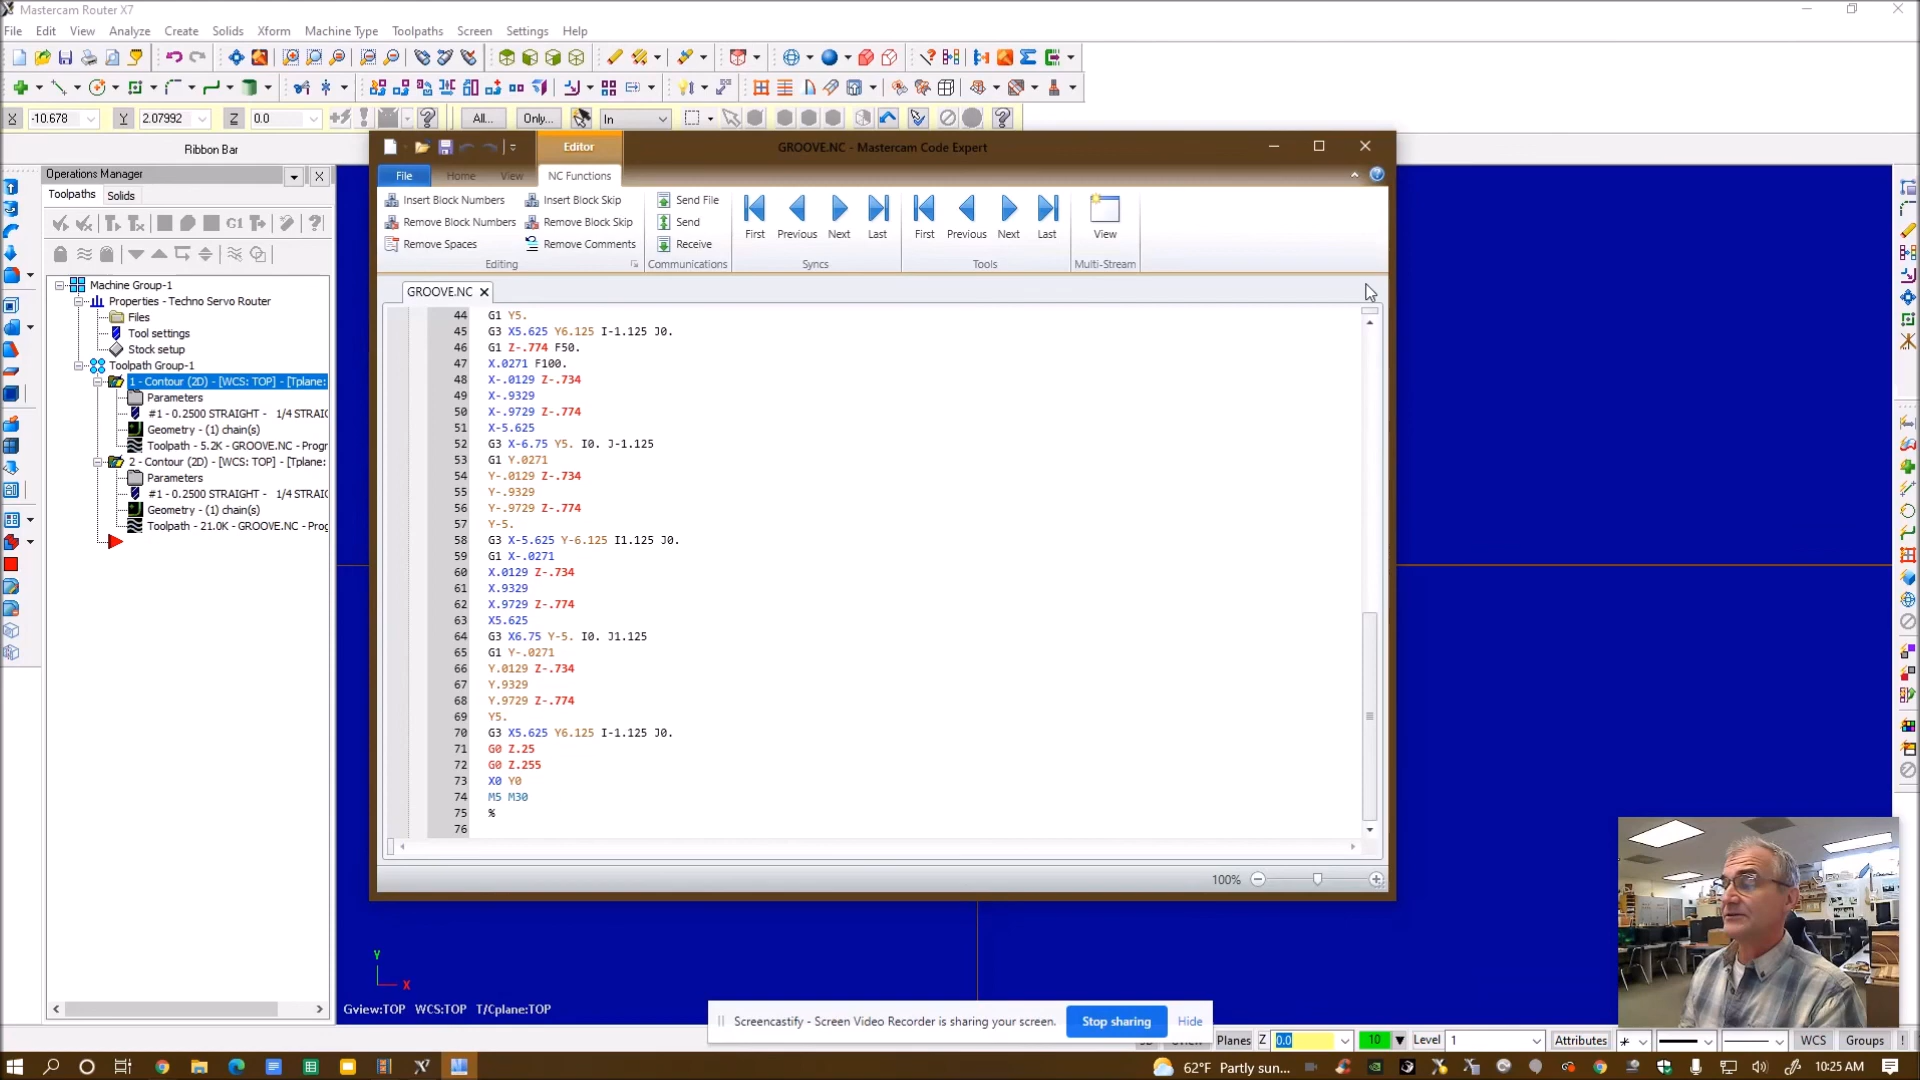 Mastercam Router X7
File Edit View Analyze Create Solids Xform Machine Type Toolpaths Screen Settings Help
X -10.678 Y 2.07992 Z 0.0 All... Only... In
Ribbon Bar
Operations Manager
Toolpaths Solids
G1
Machine Group-1
Properties - Techno Servo Router
Files
Tool settings
Stock setup
Toolpath Group-1
1 - Contour (2D) - [WCS: TOP] - [Tplane:
Parameters
#1 - 0.2500 STRAIGHT - 1/4 STRAIG
Geometry - (1) chain(s)
Toolpath - 5.2K - GROOVE.NC - Progr
2 - Contour (2D) - [WCS: TOP] - [Tplane:
Parameters
#1 - 0.2500 STRAIGHT - 1/4 STRAIG
Geometry - (1) chain(s)
Toolpath - 21.0K - GROOVE.NC - Prog
Editor
GROOVE.NC - Mastercam Code Expert
File Home View NC Functions
Insert Block Numbers Insert Block Skip Send File
Remove Block Numbers Remove Block Skip Send
Remove Spaces Remove Comments Receive
First Previous Next Last First Previous Next Last View
Editing Communications Syncs Tools Multi-Stream
GROOVE.NC
44 G1 Y5.
45 G3 X5.625 Y6.125 I-1.125 J0.
46 G1 Z-.774 F50.
47 X.0271 F100.
48 X-.0129 Z-.734
49 X-.9329
50 X-.9729 Z-.774
51 X-5.625
52 G3 X-6.75 Y5. I0. J-1.125
53 G1 Y.0271
54 Y-.0129 Z-.734
55 Y-.9329
56 Y-.9729 Z-.774
57 Y-5.
58 G3 X-5.625 Y-6.125 I1.125 J0.
59 G1 X-.0271
60 X.0129 Z-.734
61 X.9329
62 X.9729 Z-.774
63 X5.625
64 G3 X6.75 Y-5. I0. J1.125
65 G1 Y-.0271
66 Y.0129 Z-.734
67 Y.9329
68 Y.9729 Z-.774
69 Y5.
70 G3 X5.625 Y6.125 I-1.125 J0.
71 G0 Z.25
72 G0 Z.255
73 X0 Y0
74 M5 M30
75 %
76
100%
Y
X
Gview:TOP WCS:TOP T/Cplane:TOP
Screencastify - Screen Video Recorder is sharing your screen. Stop sharing Hide
Planes Z 0.0 10 Level 1 Attributes WCS Groups
62°F Partly sun... 10:25 AM